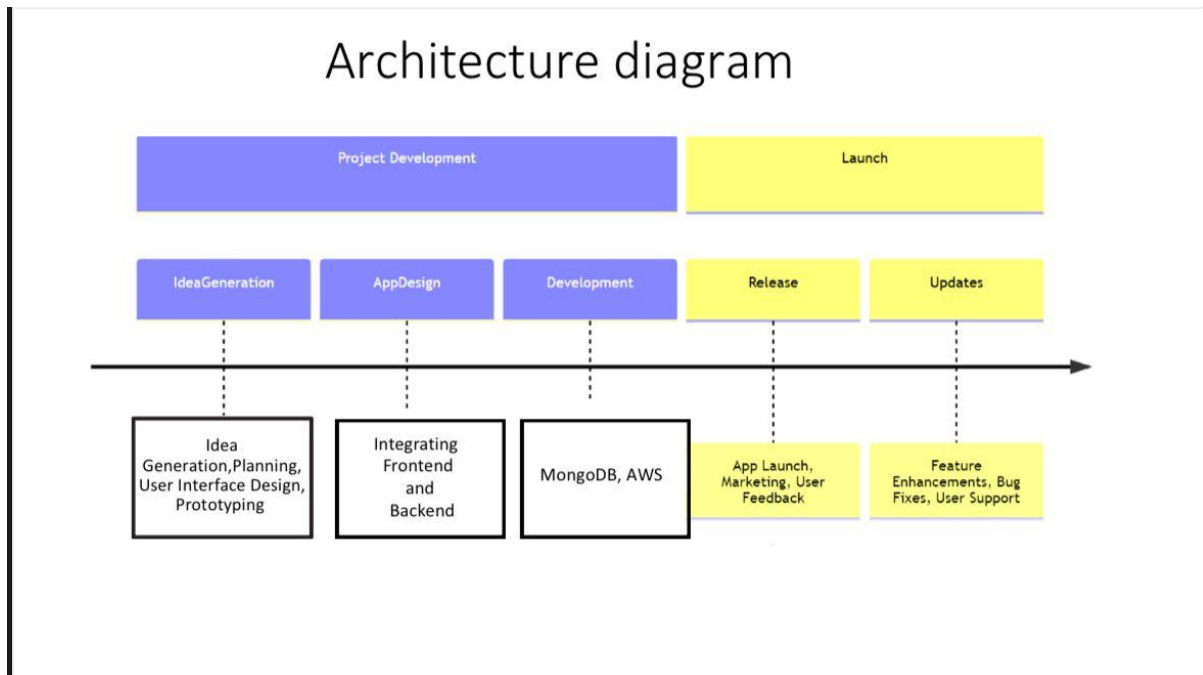 Architecture diagram
Project Development
Launch
IdeaGeneration
AppDesign
Development
Release
Updates
Idea
Generation,Planning,
User Interface Design,
Prototyping
Integrating
Frontend
and
Backend
MongoDB, AWS
App Launch,
Marketing, User
Feedback
Feature
Enhancements, Bug
Fixes, User Support